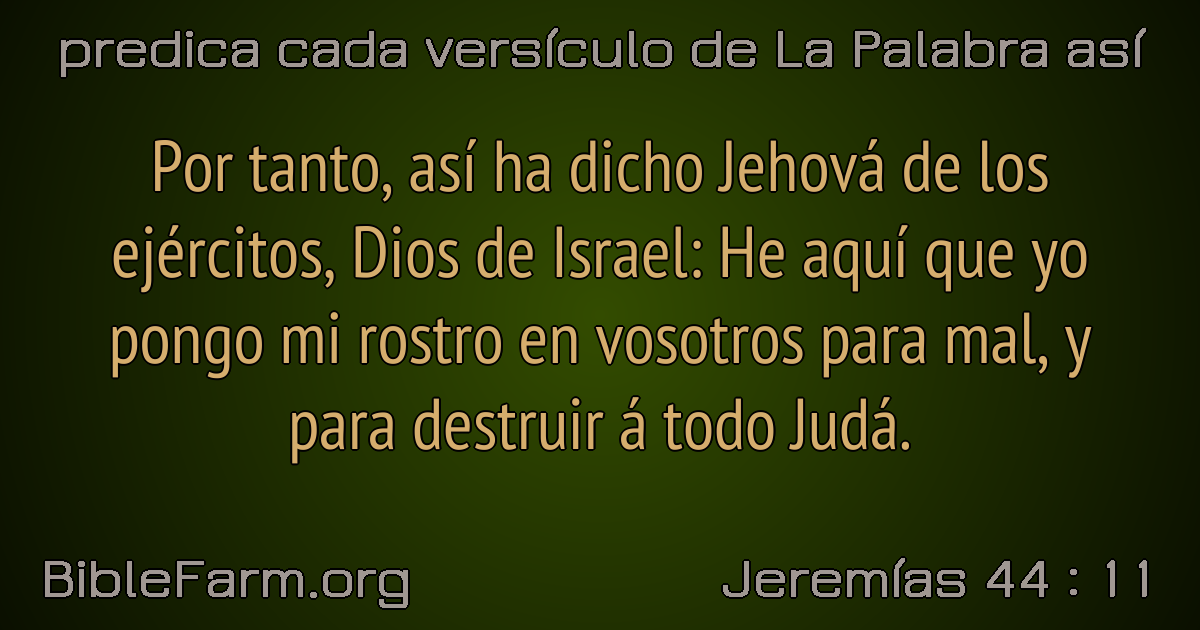 predica cada versículo de La Palabra así
Por tanto, así ha dicho Jehová de los
ejércitos, Dios de Israel: He aquí que yo
pongo mi rostro en vosotros para mal, y
para destruir á todo Judá.
BibleFarm.org
Jeremías 44 : 11